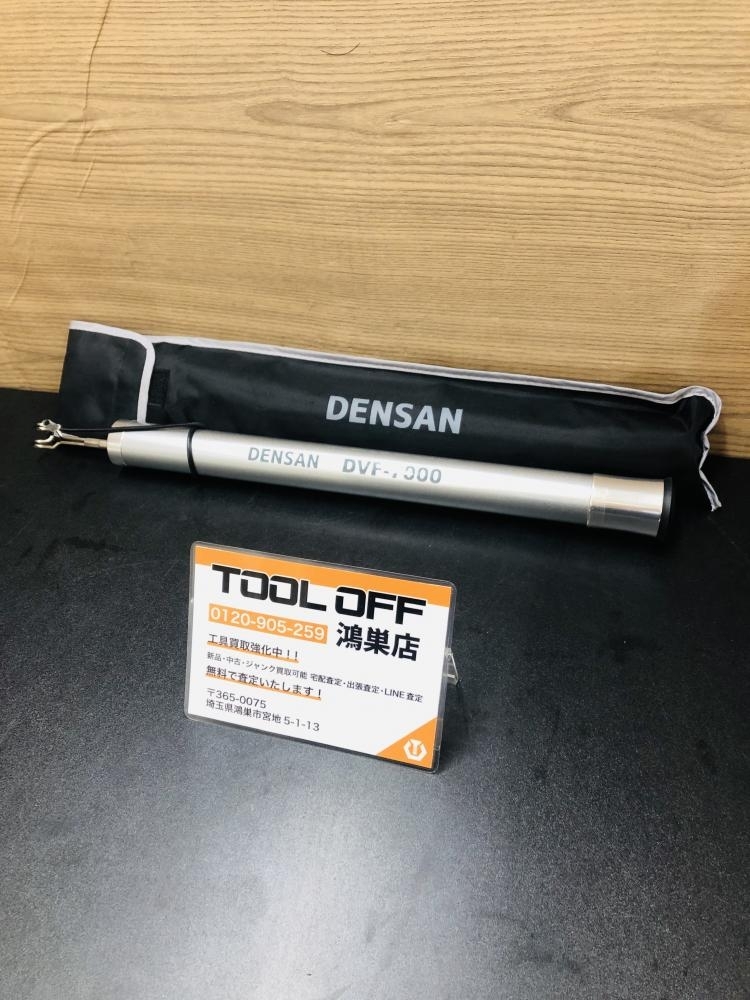 DENSAN
DENSAN
TOOL OFF
0120-905-259 鴻巣店
工具買取強化中！！
新品・中古・ジャンク買取可能 宅配査定・出張査定・LINE査定
無料で査定いたします！
〒365-0075
埼玉県鴻巣市宮地 5-1-13